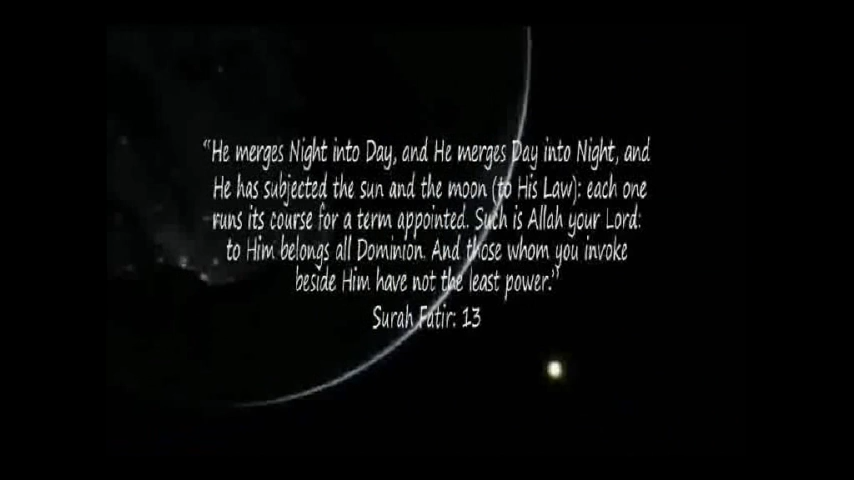 “He merges Night into Day, and He merges Day into Night, and
He has subjected the sun and the moon (to His Law): each one
runs its course for a term appointed. Such is Allah your Lord:
to Him belongs all Dominion. And those whom you invoke
beside Him have not the least power.”
Surah Fatir: 13